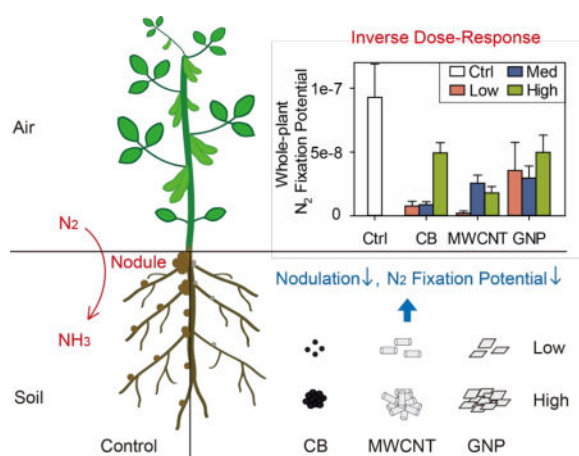 Inverse Dose-Response
Whole-plant
N₂ Fixation Potential
1e-7
5e-8
0
Ctrl
Med
Low
High
Ctrl
CB
MWCNT
GNP
Air
N₂
Nodule
NH₃
Nodulation↓, N₂ Fixation Potential↓
Low
High
Soil
Control
CB
MWCNT
GNP